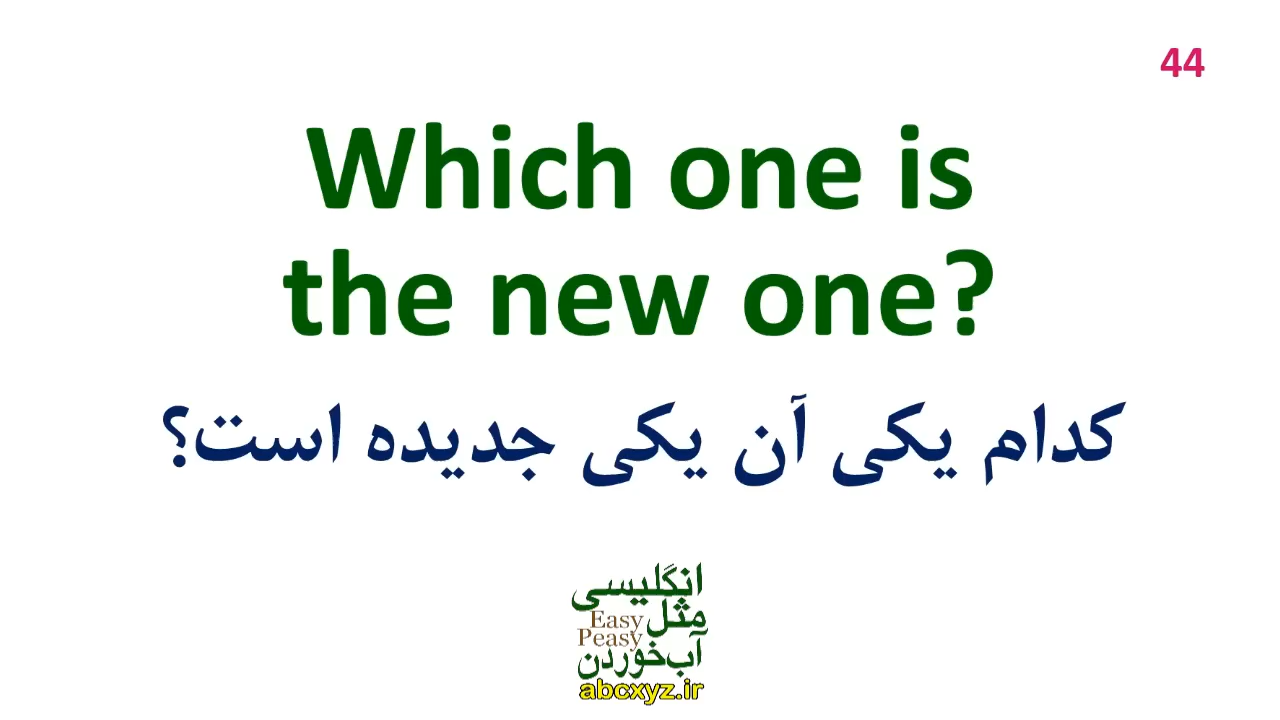 44
Which one is
the new one?
کدام یکی آن یکی جدیده است؟
انگلیسی
مثل
Easy
Peasy
آب‌خوردن
abcxyz.ir